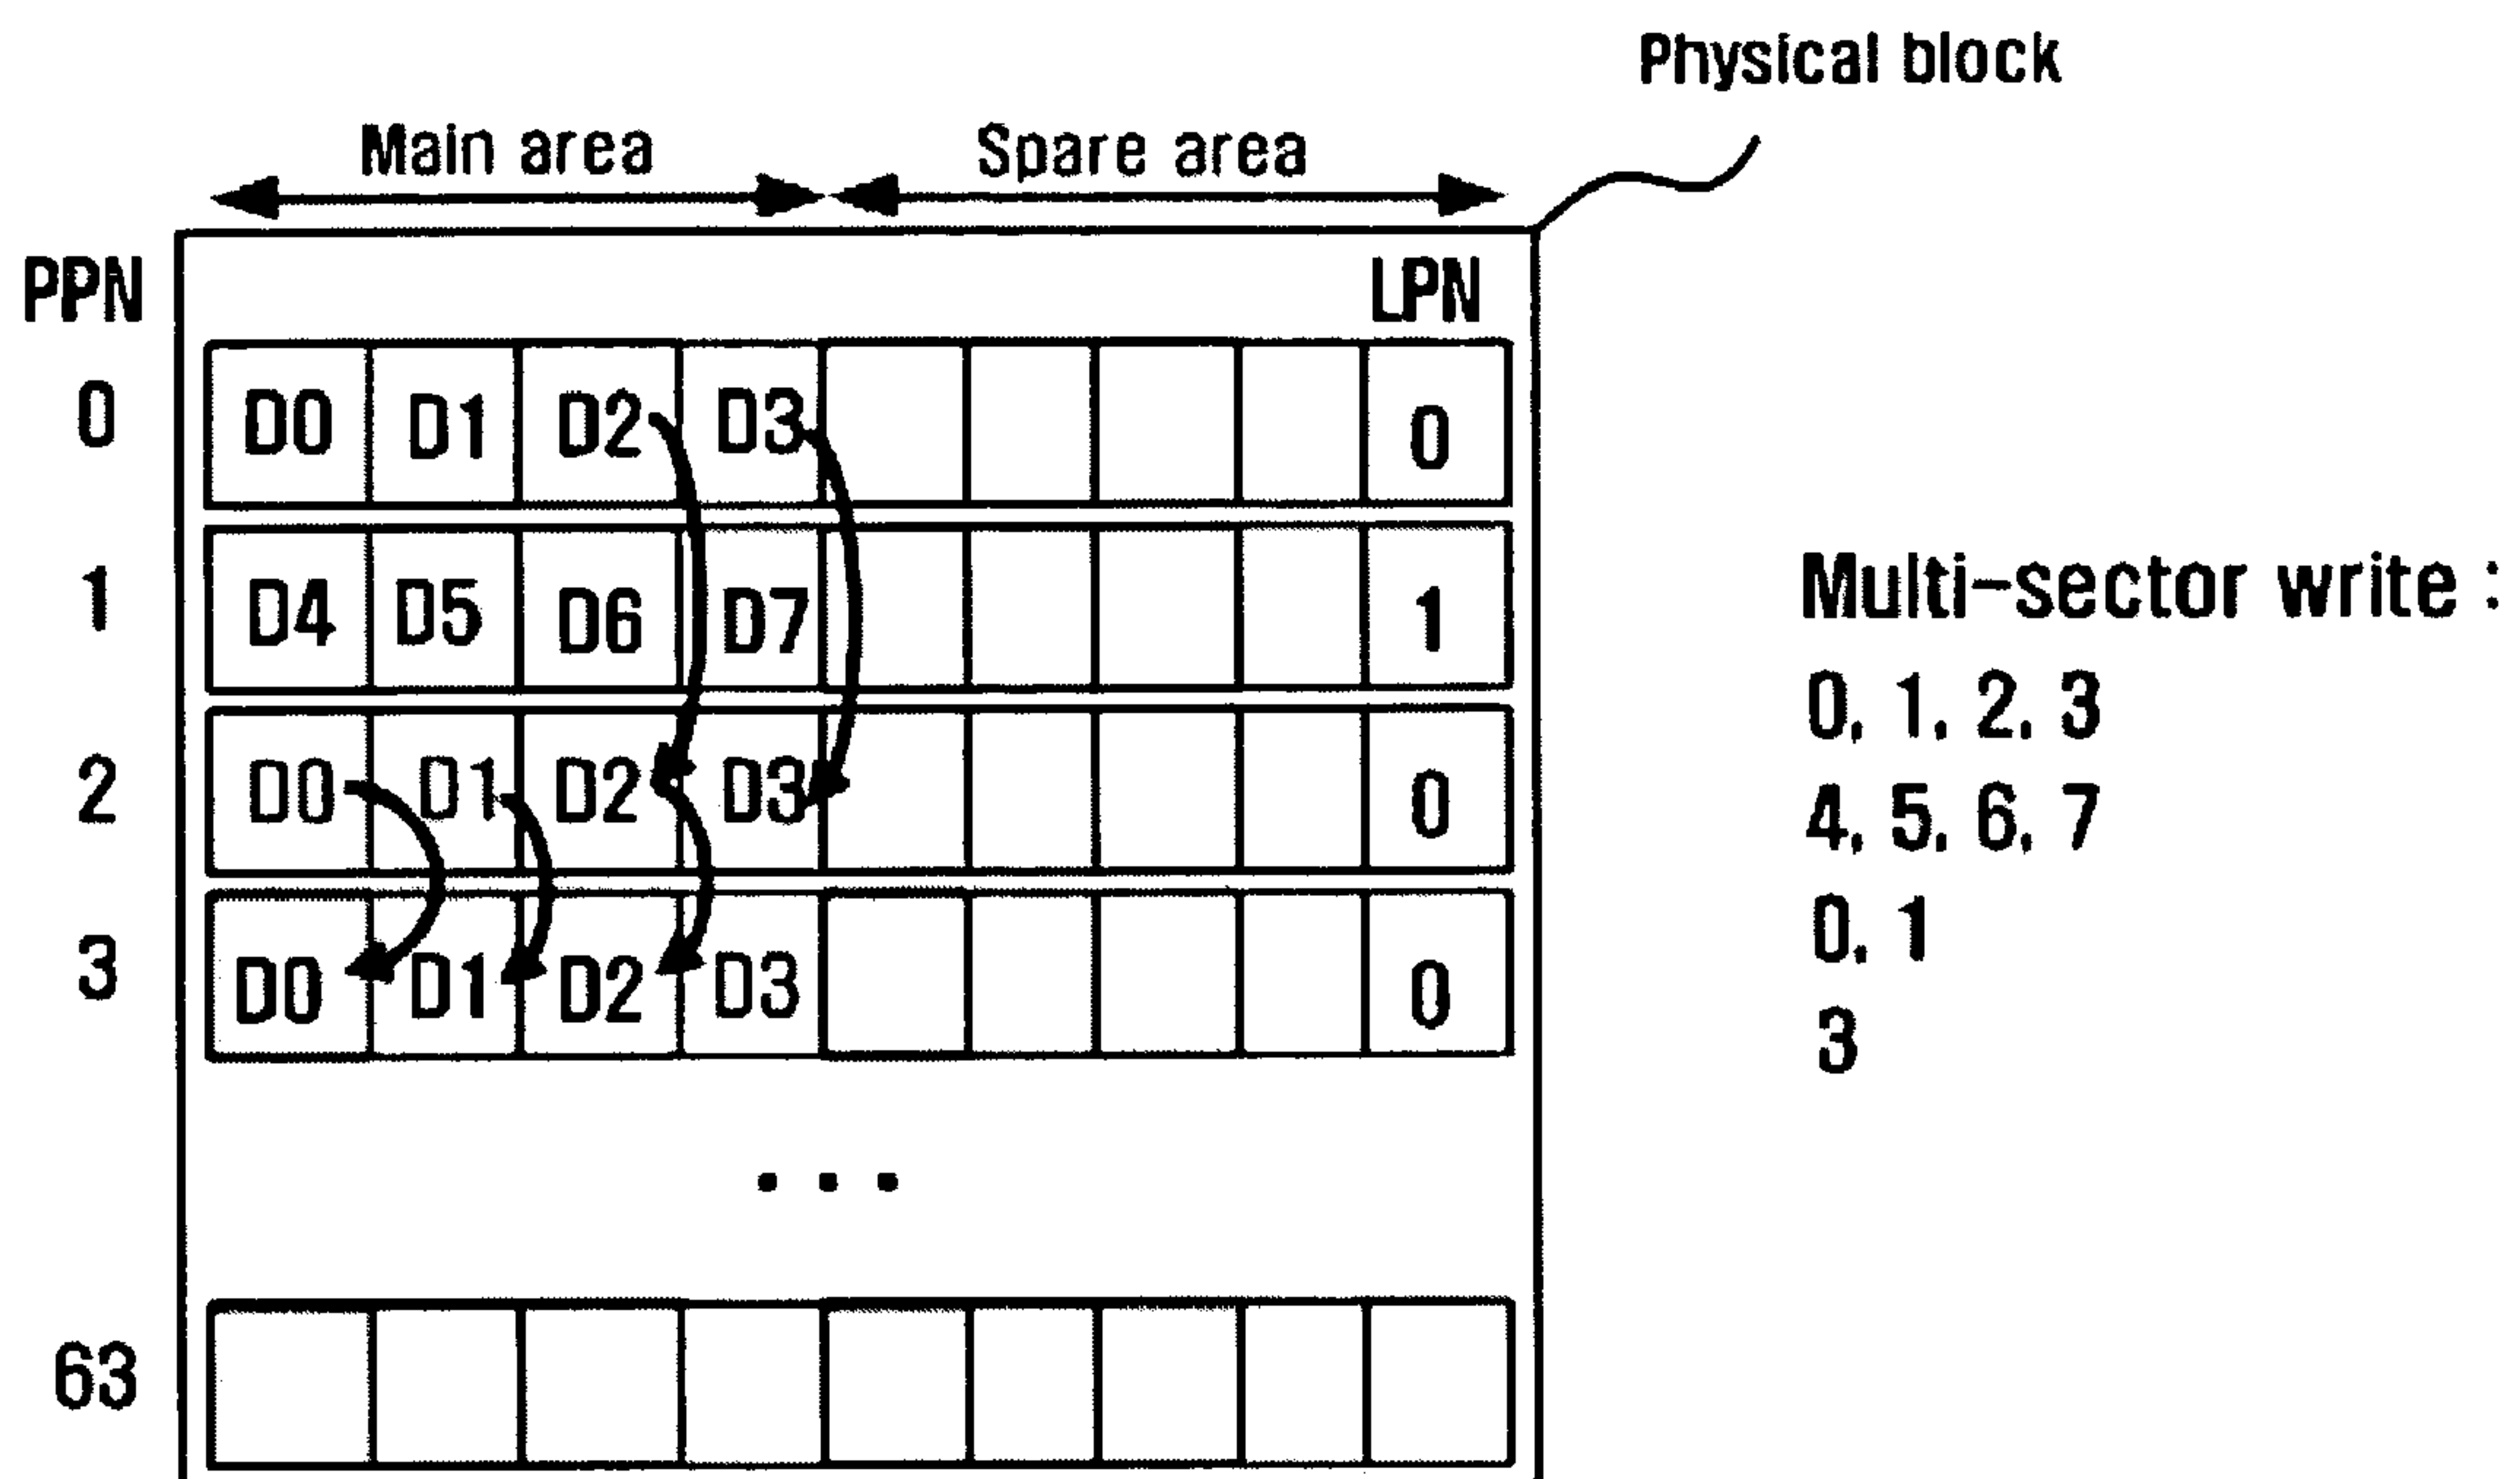 Physical block
Main area Spare area
PPN LPN
0 D0 D1 D2 D3 0
1 D4 D5 D6 D7 1
2 D0 D1 D2 D3 0
3 D0 D1 D2 D3 0
...
63
Multi-sector write :
0, 1, 2, 3
4, 5, 6, 7
0, 1
3